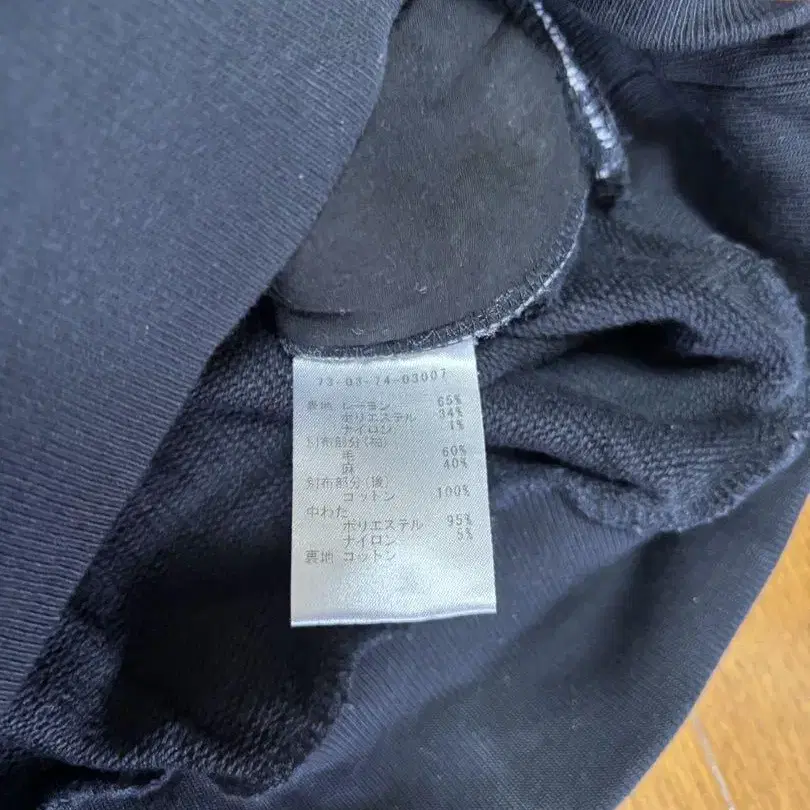 73-03-74-03007
表地 レーヨン 65%
ポリエステル 34%
ナイロン 1%
別布部分(袖)
毛 60%
麻 40%
別布部分(後)
コットン 100%
中わた
ポリエステル 95%
ナイロン 5%
裏地 コットン